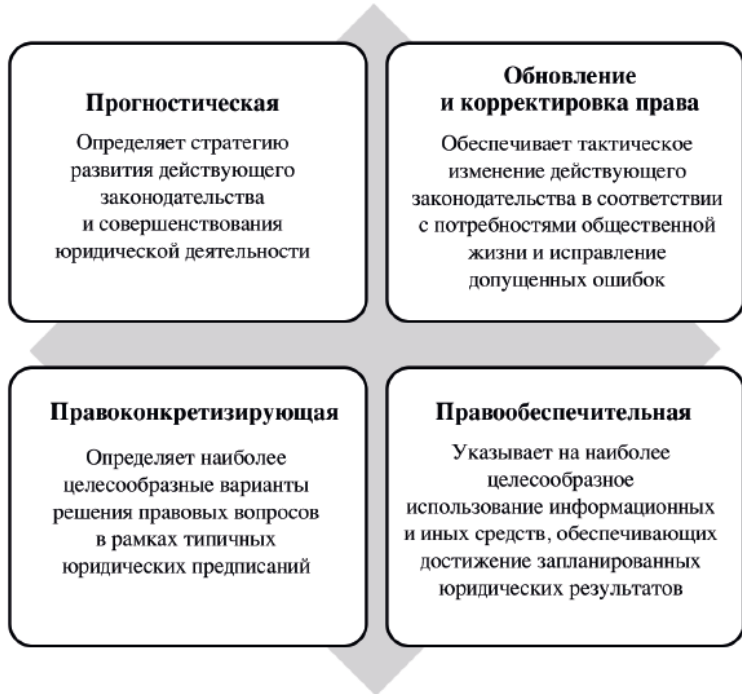 Прогностическая
Определяет стратегию
развития действующего
законодательства
и совершенствования
юридической деятельности
Обновление
и корректировка права
Обеспечивает тактическое
изменение действующего
законодательства в соответствии
с потребностями общественной
жизни и исправление
допущенных ошибок
Правоконкретизирующая
Определяет наиболее
целесообразные варианты
решения правовых вопросов
в рамках типичных
юридических предписаний
Правообеспечительная
Указывает на наиболее
целесообразное
использование информационных
и иных средств, обеспечивающих
достижение запланированных
юридических результатов